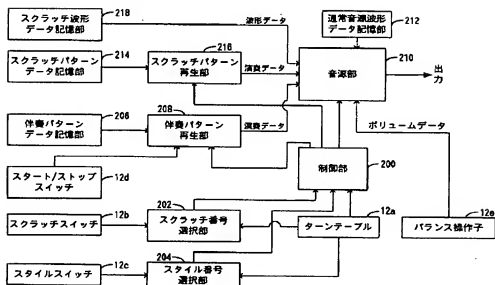 スクラッチ波形
データ記憶部
218
波形データ
通常音源波形
データ記憶部
212
スクラッチパターン
データ記憶部
214
スクラッチパターン
再生部
216
演奏データ
音源部
210
出力
伴奏パターン
データ記憶部
206
伴奏パターン
再生部
208
演奏データ
ボリュームデータ
スタート/ストップ
スイッチ
12d
制御部
200
スクラッチスイッチ
12b
スクラッチ番号
選択部
202
ターンテーブル
12a
バランス操作子
12e
スタイルスイッチ
12c
スタイル番号
選択部
204